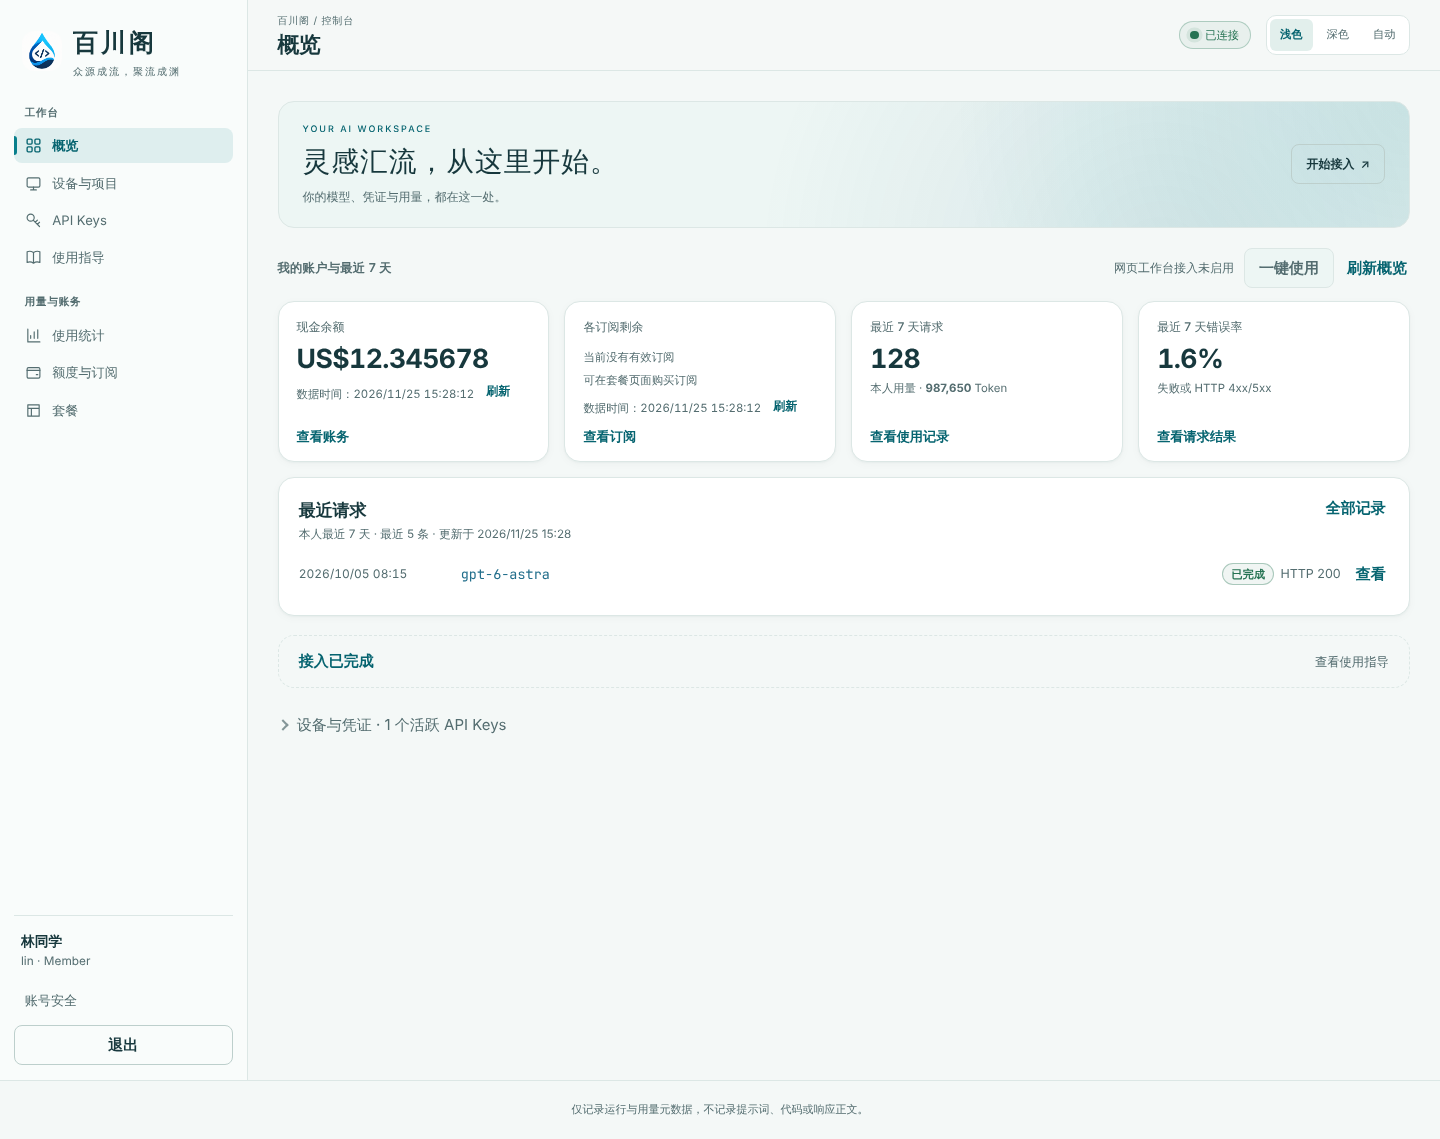 百川阁
众源成流，聚流成渊
工作台
概览
设备与项目
API Keys
使用指导
用量与账务
使用统计
额度与订阅
套餐
林同学
lin · Member
账号安全
退出
百川阁 / 控制台
概览
已连接
浅色 深色 自动
YOUR AI WORKSPACE
灵感汇流，从这里开始。
你的模型、凭证与用量，都在这一处。
开始接入
我的账户与最近 7 天
网页工作台接入未启用 一键使用 刷新概览
现金余额
US$12.345678
数据时间：2026/11/25 15:28:12 刷新
查看账务
各订阅剩余
当前没有有效订阅
可在套餐页面购买订阅
数据时间：2026/11/25 15:28:12 刷新
查看订阅
最近 7 天请求
128
本人用量 · 987,650 Token
查看使用记录
最近 7 天错误率
1.6%
失败或 HTTP 4xx/5xx
查看请求结果
最近请求
全部记录
本人最近 7 天 · 最近 5 条 · 更新于 2026/11/25 15:28
2026/10/05 08:15 gpt-6-astra 已完成 HTTP 200 查看
接入已完成 查看使用指导
设备与凭证 · 1 个活跃 API Keys
仅记录运行与用量元数据，不记录提示词、代码或响应正文。